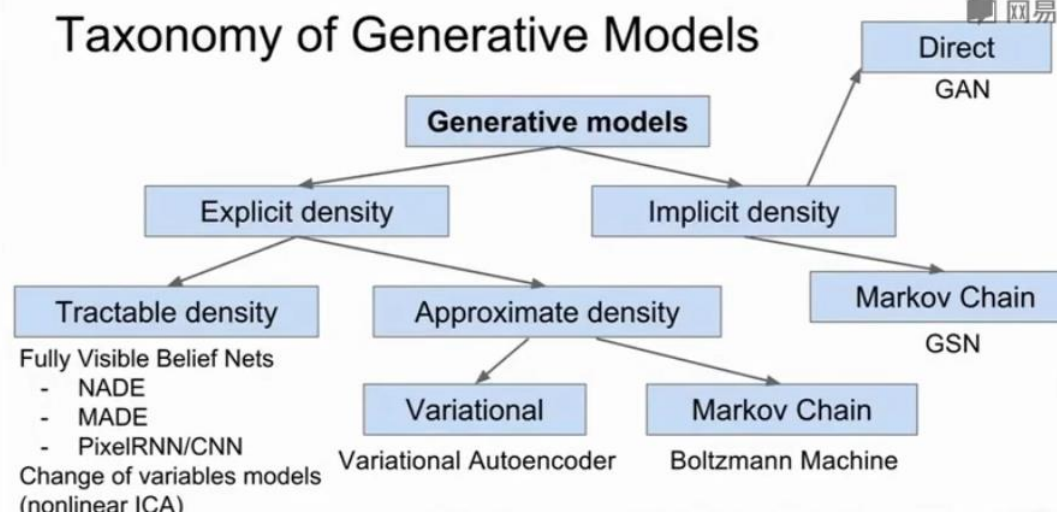 Taxonomy of Generative Models
网易
Direct
GAN
Generative models
Explicit density
Implicit density
Tractable density
Approximate density
Markov Chain
GSN
Fully Visible Belief Nets
- NADE
- MADE
- PixelRNN/CNN
Change of variables models
(nonlinear ICA)
Variational
Markov Chain
Variational Autoencoder
Boltzmann Machine